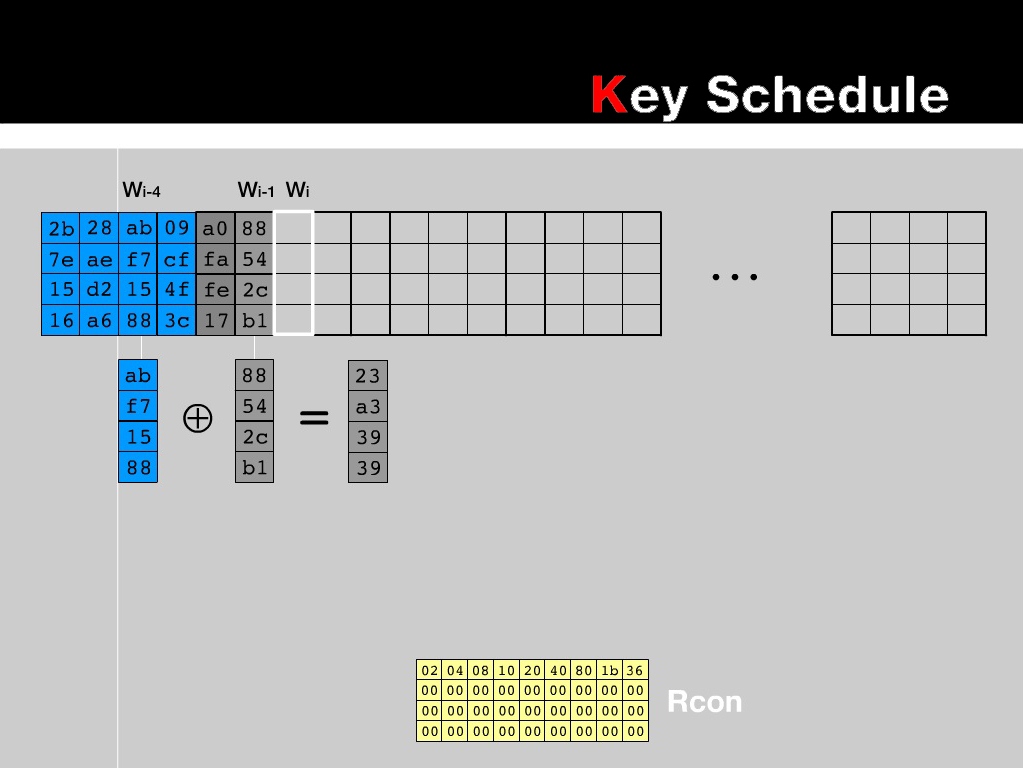 Key Schedule
Wi-4 Wi-1 Wi
2b 28 ab 09 a0 88
7e ae f7 cf fa 54
15 d2 15 4f fe 2c
16 a6 88 3c 17 b1
...
ab 88 23
f7 ⊕ 54 = a3
15 2c 39
88 b1 39
02 04 08 10 20 40 80 1b 36
00 00 00 00 00 00 00 00 00
00 00 00 00 00 00 00 00 00
00 00 00 00 00 00 00 00 00
Rcon